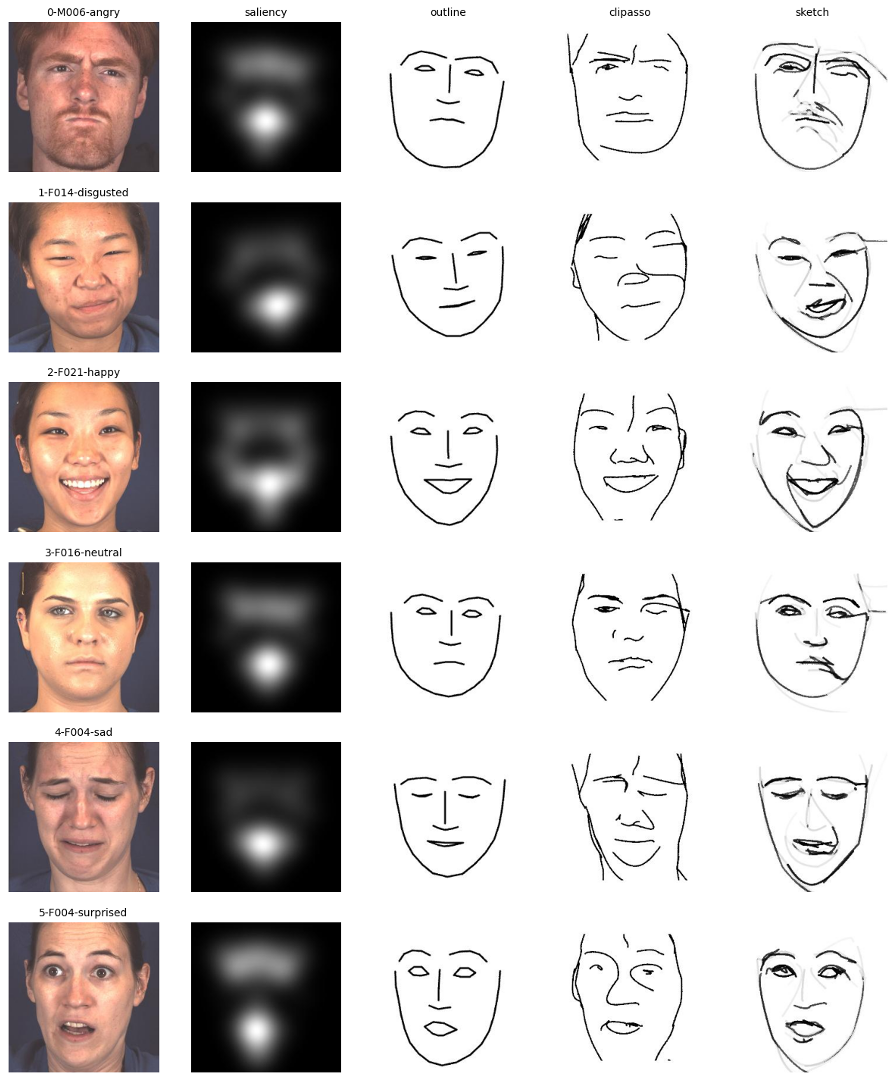 0-M006-angry saliency outline clipasso sketch
1-F014-disgusted
2-F021-happy
3-F016-neutral
4-F004-sad
5-F004-surprised